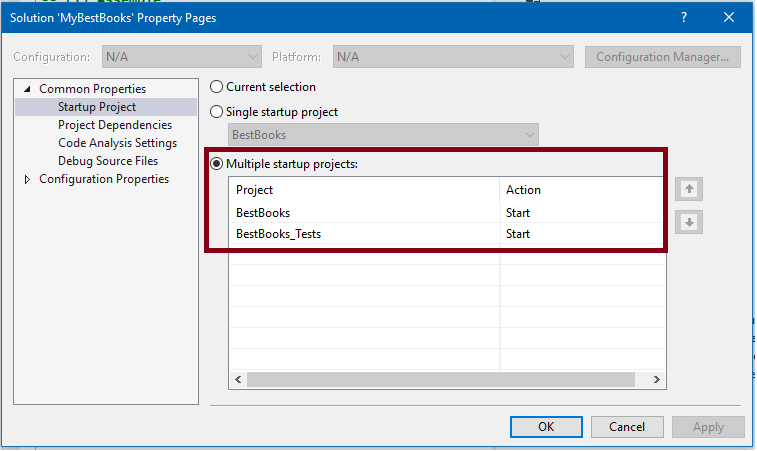 Solution 'MyBestBooks' Property Pages
Configuration: N/A Platform: N/A Configuration Manager...
Common Properties
Startup Project
Project Dependencies
Code Analysis Settings
Debug Source Files
Configuration Properties
Current selection
Single startup project
BestBooks
Multiple startup projects:
Project Action
BestBooks Start
BestBooks_Tests Start
OK Cancel Apply